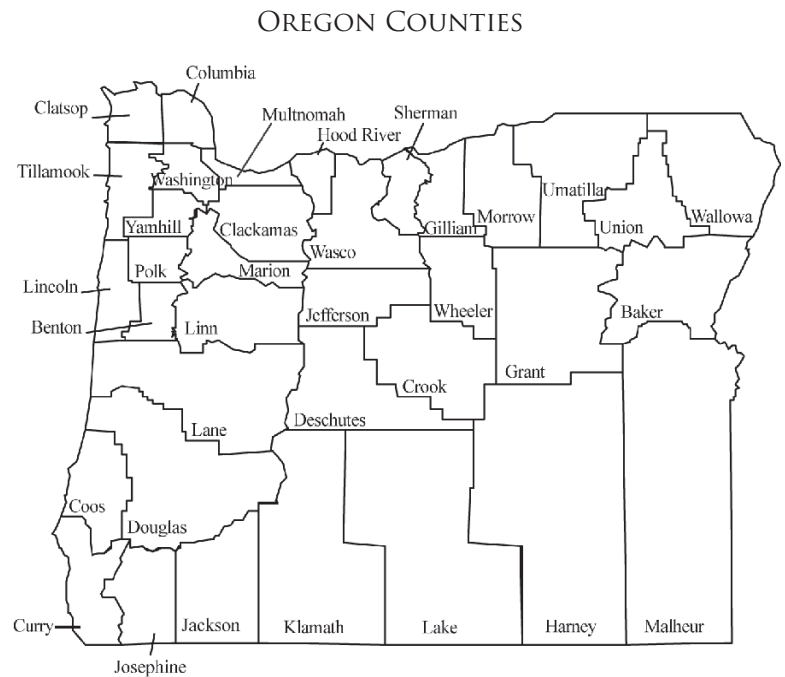 OREGON COUNTIES
Columbia
Clatsop
Multnomah
Sherman
Hood River
Tillamook
Washington
Umatilla
Morrow
Wallowa
Yamhill
Clackamas
Gilliam
Union
Wasco
Polk
Marion
Lincoln
Jefferson
Wheeler
Baker
Benton
Linn
Grant
Crook
Deschutes
Lane
Coos
Douglas
Curry
Jackson
Klamath
Lake
Harney
Malheur
Josephine